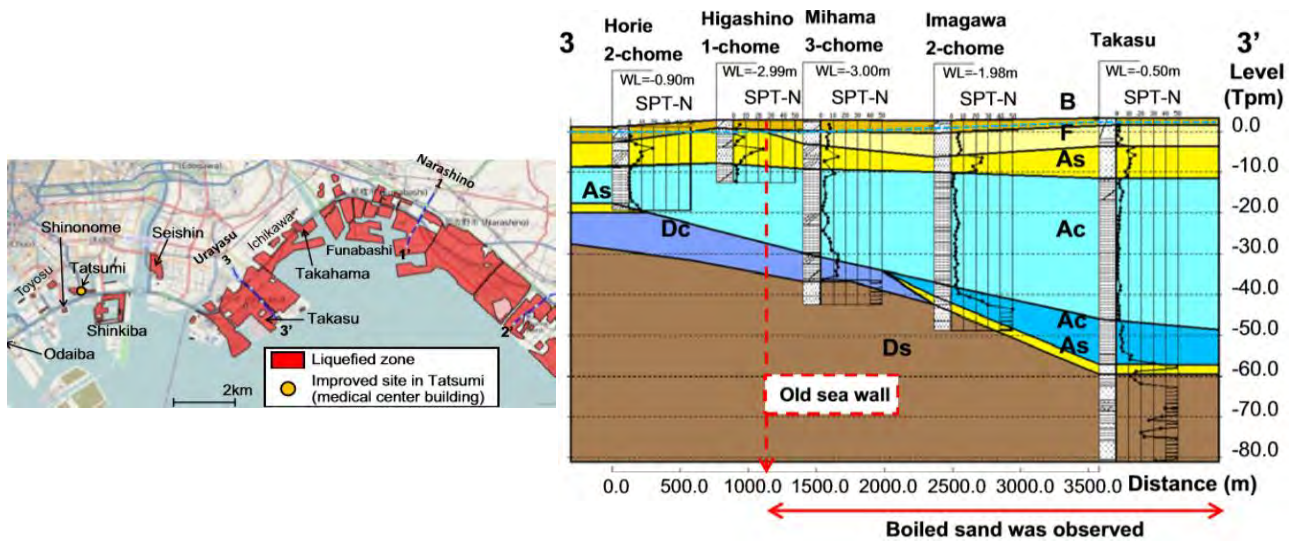 Narashino
1
Ichikawa
Funabashi
1'
Shinonome
Seishin
Urayasu
3
Takahama
Toyosu
Tatsumi
Shinkiba
3'
Takasu
2'
Odaiba
Liquefied zone
Improved site in Tatsumi
(medical center building)
2km
3
Horie
2-chome
Higashino
1-chome
Mihama
3-chome
Imagawa
2-chome
Takasu
3'
Level
(Tpm)
WL=-0.90m
WL=-2.99m
WL=-3.00m
WL=-1.98m
WL=-0.50m
SPT-N
SPT-N
SPT-N
SPT-N
SPT-N
B
F
As
As
Ac
Dc
Ac
As
Ds
Old sea wall
0.0
-10.0
-20.0
-30.0
-40.0
-50.0
-60.0
-70.0
-80.0
0.0 500.0 1000.0 1500.0 2000.0 2500.0 3000.0 3500.0 Distance (m)
Boiled sand was observed